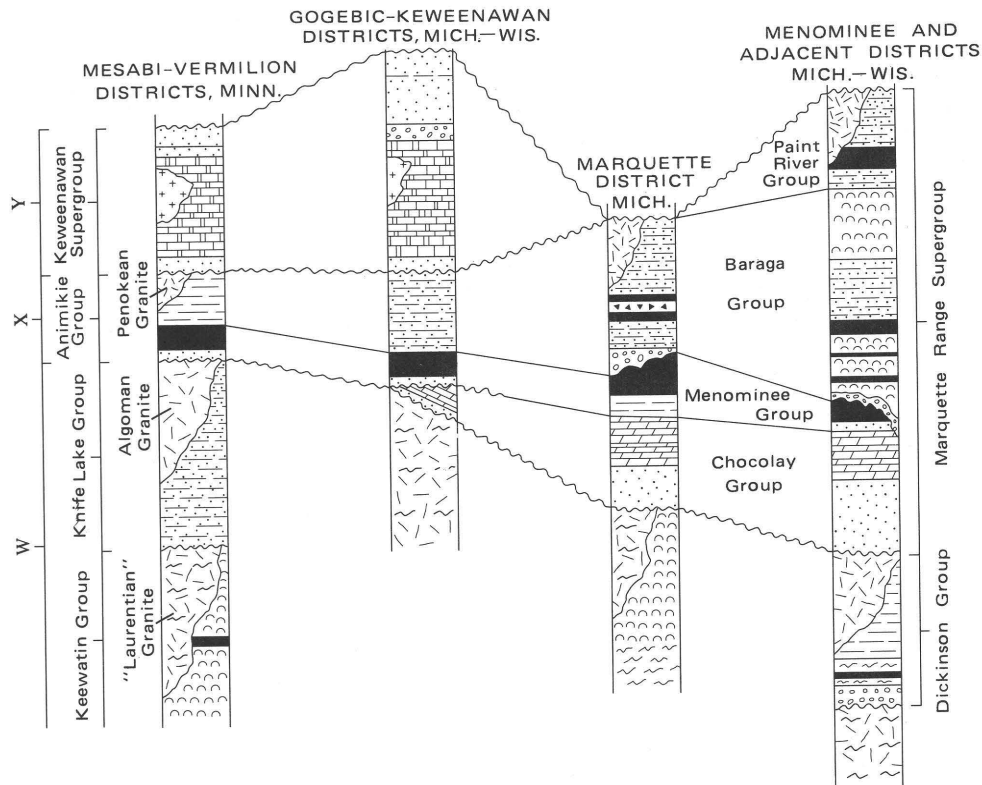 GOGEBIC-KEWEENAWAN
DISTRICTS, MICH.—WIS.
MENOMINEE AND
ADJACENT DISTRICTS
MICH.—WIS.
MESABI-VERMILION
DISTRICTS, MINN.
MARQUETTE
DISTRICT
MICH.
Y
X
W
Keweenawan
Supergroup
Animikie
Group
Knife Lake Group
Keewatin Group
Penokean
Granite
Algoman
Granite
"Laurentian"
Granite
Paint
River
Group
Baraga
Group
Menominee
Group
Chocolay
Group
Marquette Range Supergroup
Dickinson Group